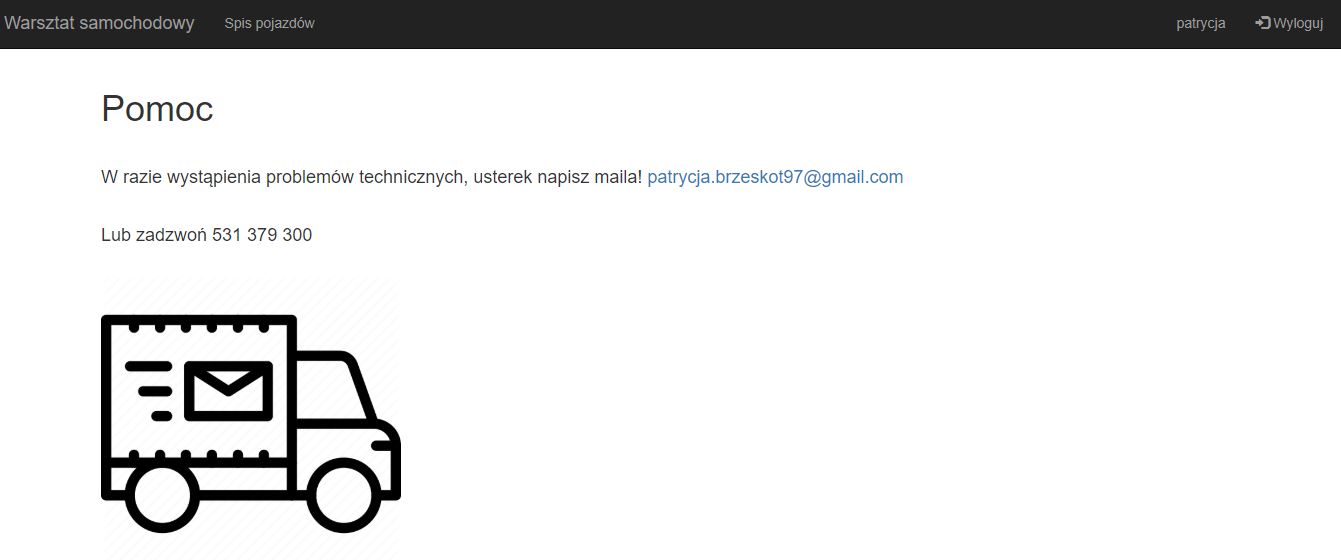 Warsztat samochodowy Spis pojazdów patrycja Wyloguj
Pomoc
W razie wystąpienia problemów technicznych, usterek napisz maila! patrycja.brzeskot97@gmail.com
Lub zadzwoń 531 379 300